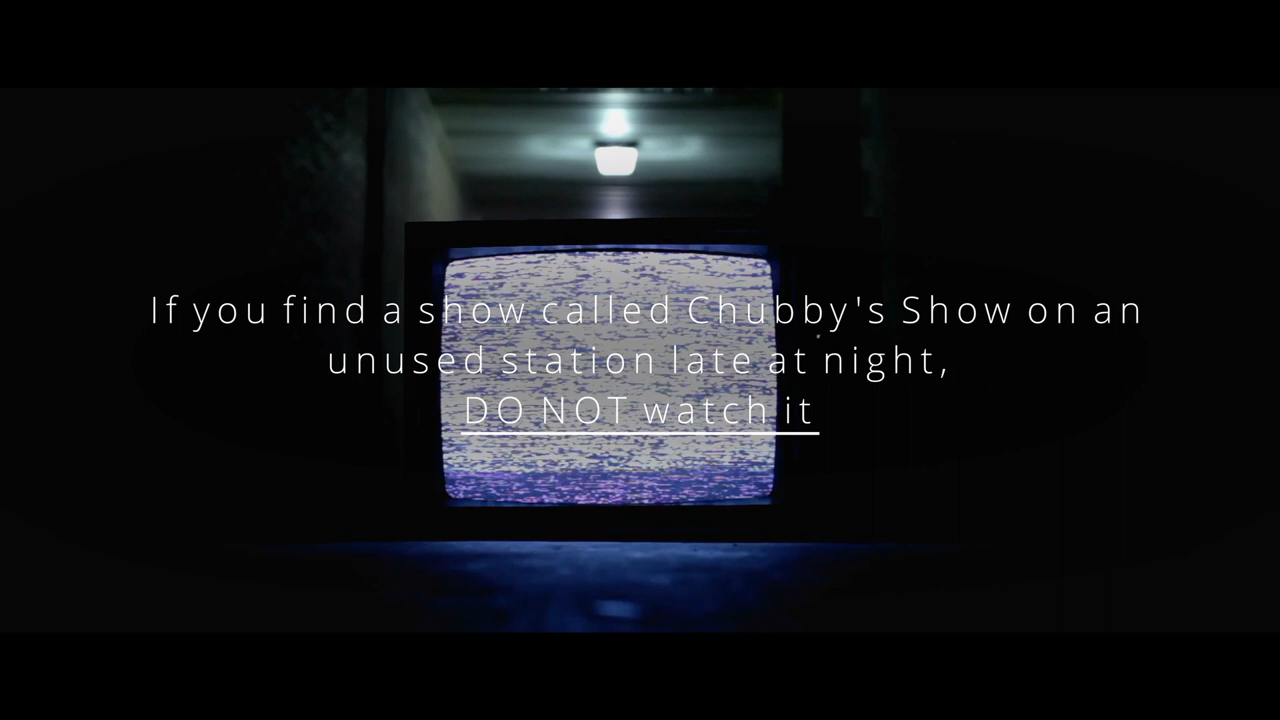 If you find a show called Chubby's Show on an
unused station late at night,
DO NOT watch it